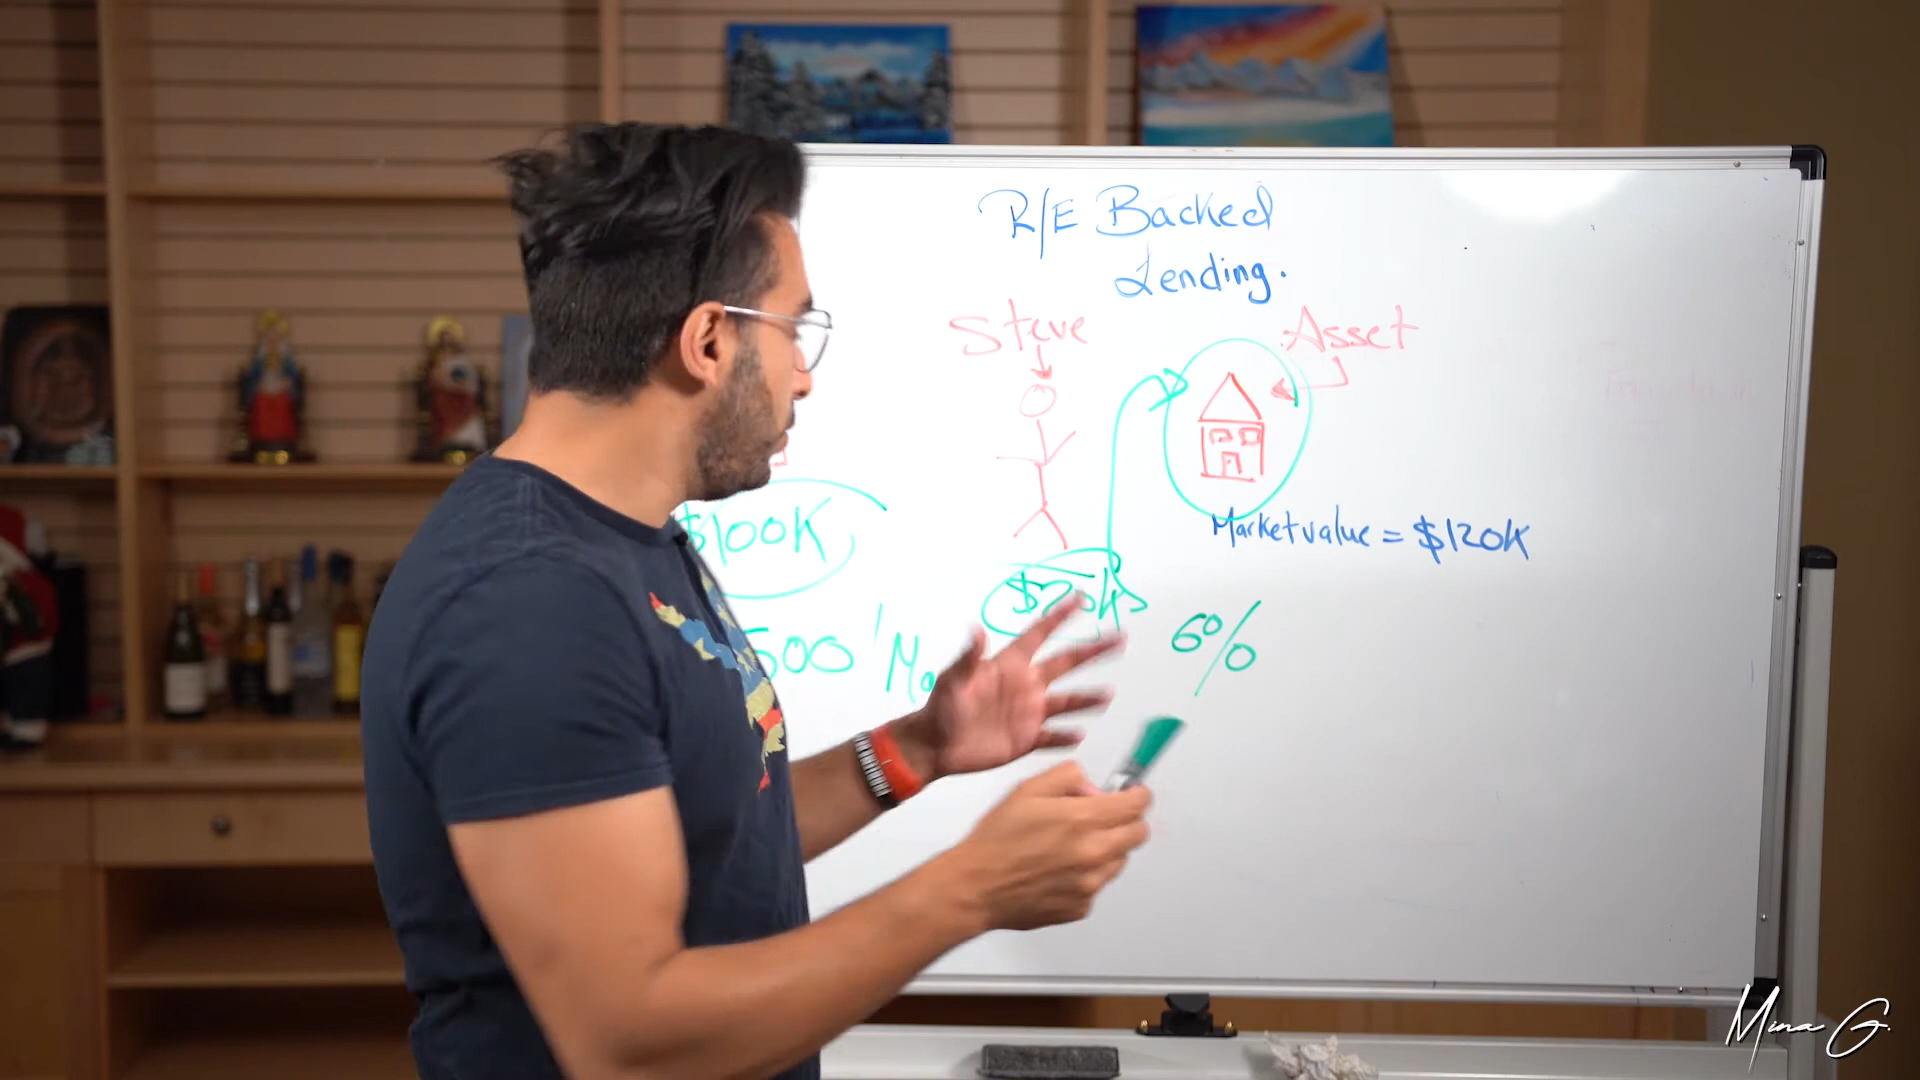 R/E Backed
Lending.
Steve
Asset
$100K
Market value = $120K
$20K
6%
500/Mo
Mina G.